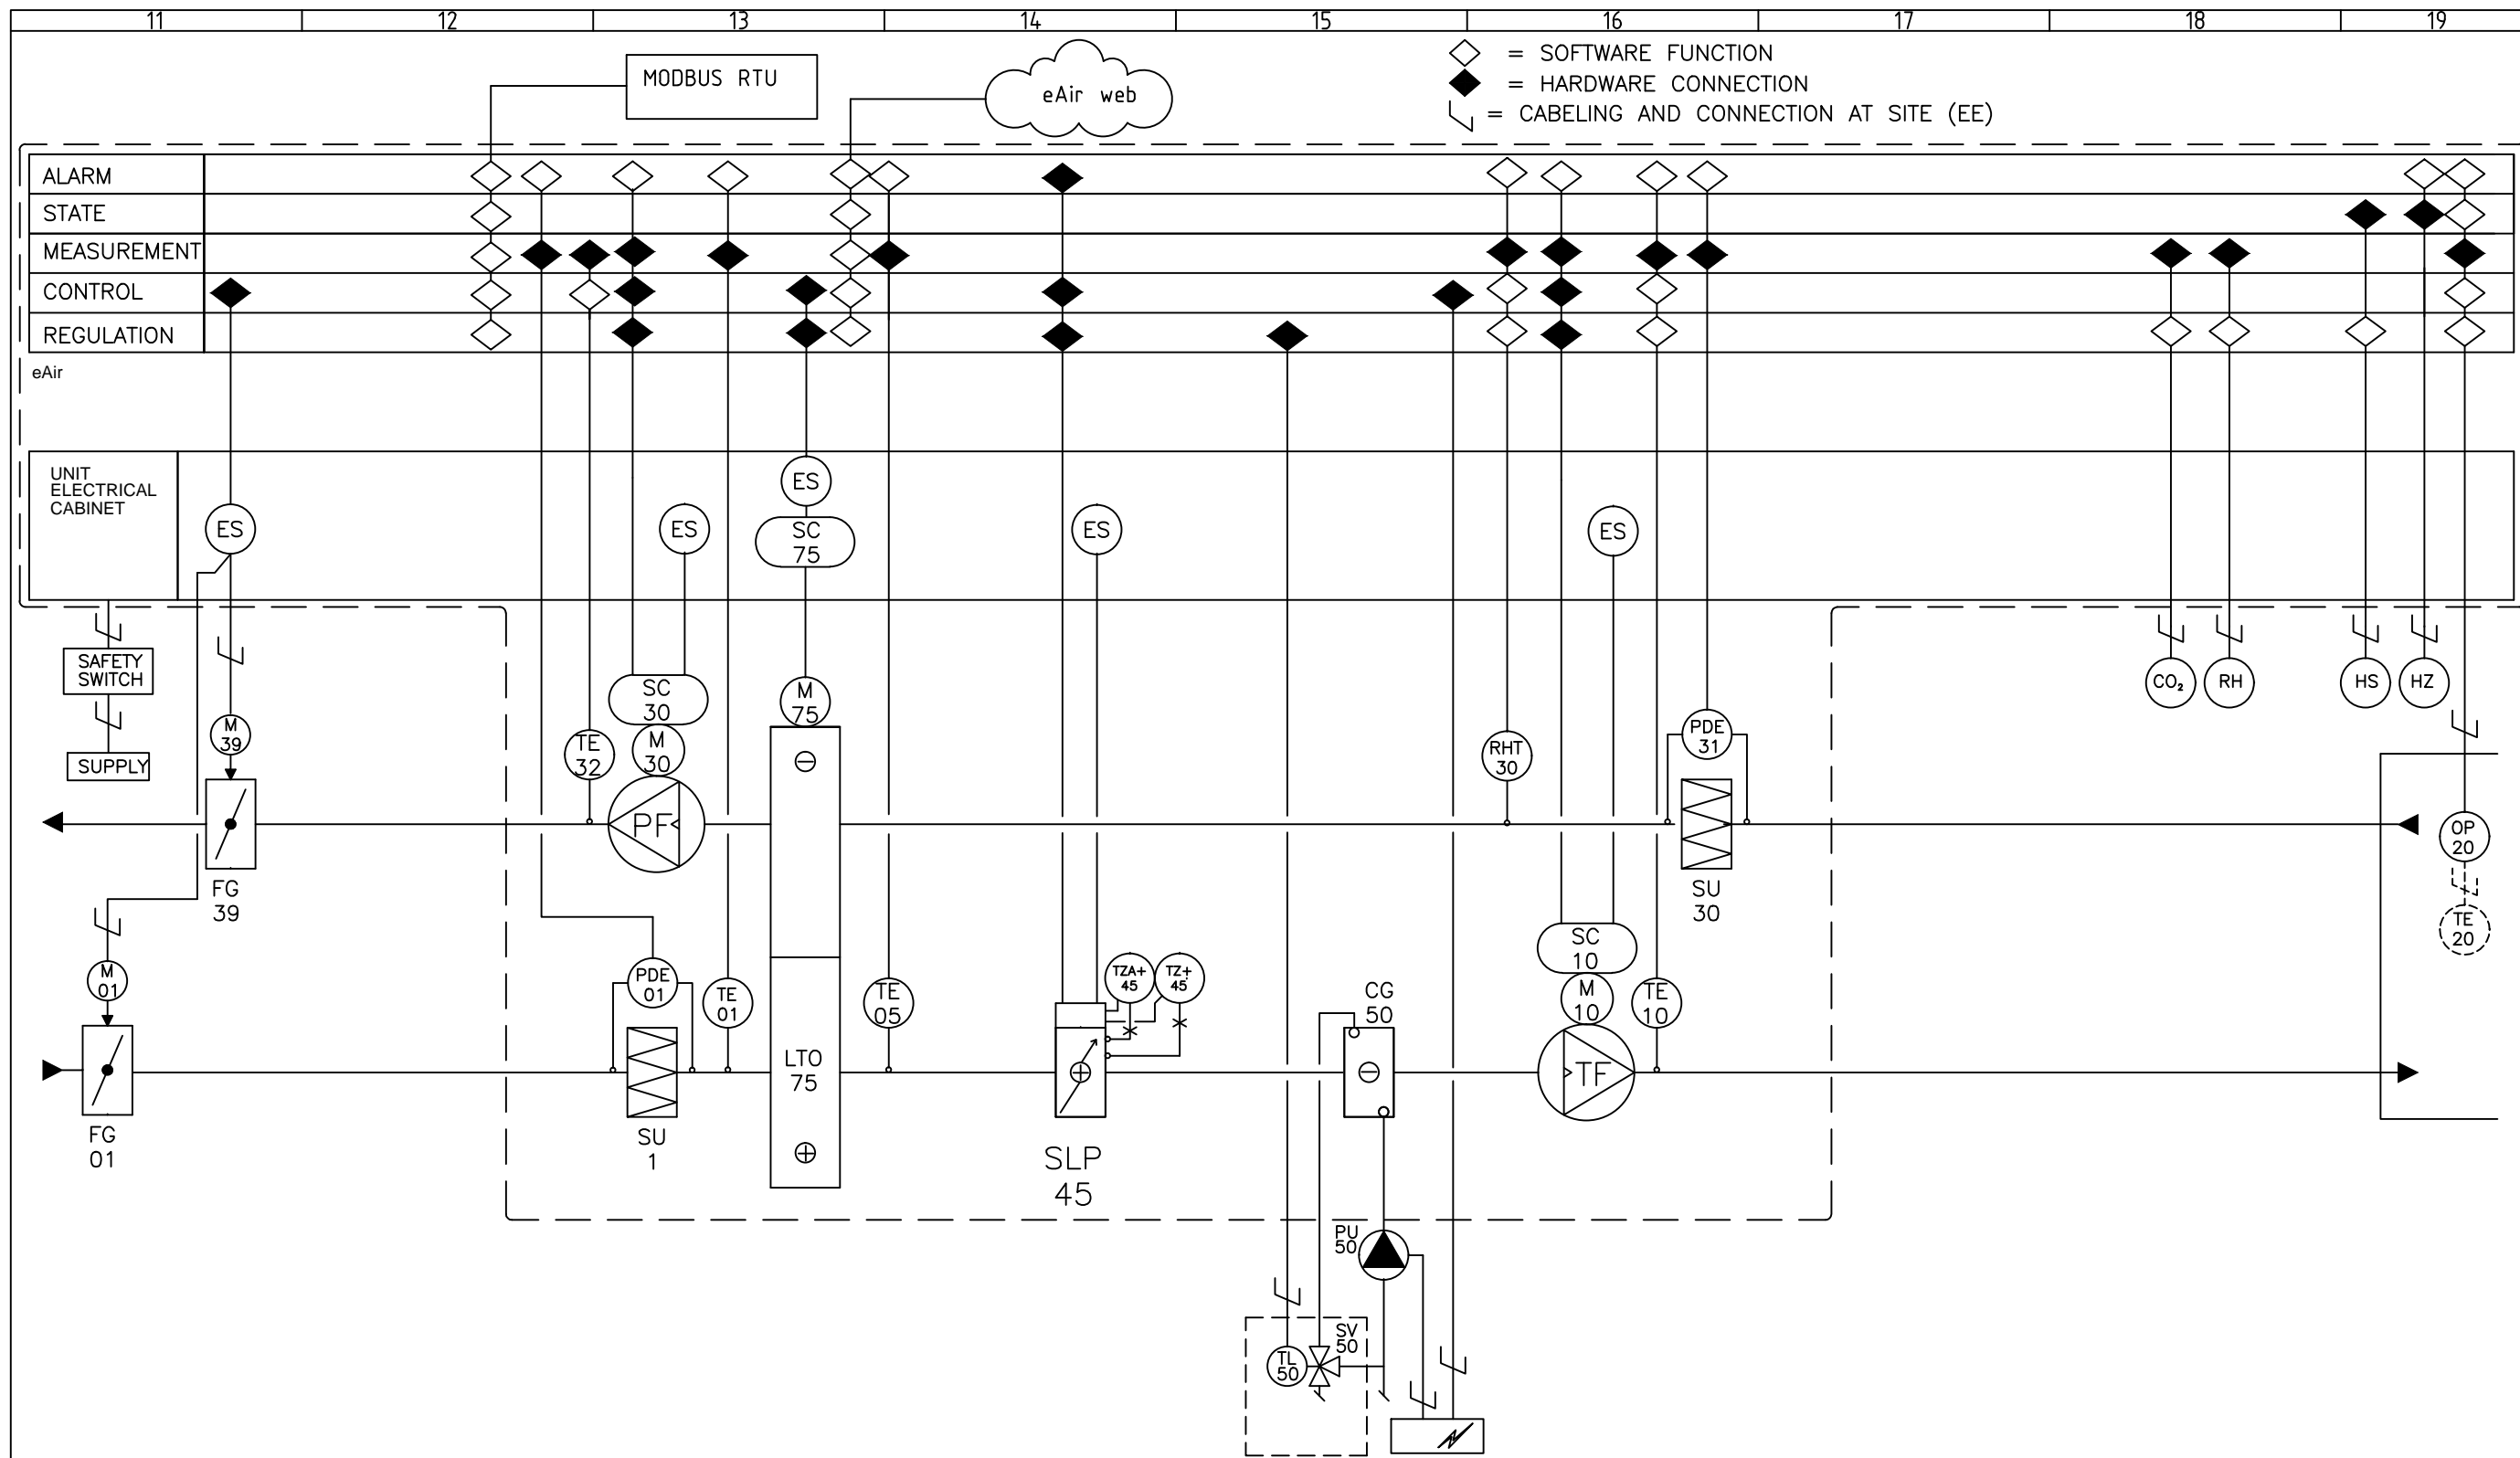 11 12 13 14 15 16 17 18 19
MODBUS RTU
eAir web
= SOFTWARE FUNCTION
= HARDWARE CONNECTION
= CABELING AND CONNECTION AT SITE (EE)
ALARM
STATE
MEASUREMENT
CONTROL
REGULATION
eAir
UNIT
ELECTRICAL
CABINET
ES
ES
ES
SC
75
ES
ES
SAFETY
SWITCH
SUPPLY
M
39
TE
32
SC
30
M
30
M
75
RHT
30
PDE
31
CO₂
RH
HS
HZ
PF
FG
39
SU
30
OP
20
TE
20
M
01
PDE
01
TE
01
TE
05
TZA+
45
TZ+
45
CG
50
SC
10
M
10
TE
10
LTO
75
TF
FG
01
SU
1
SLP
45
PU
50
SV
50
TL
50